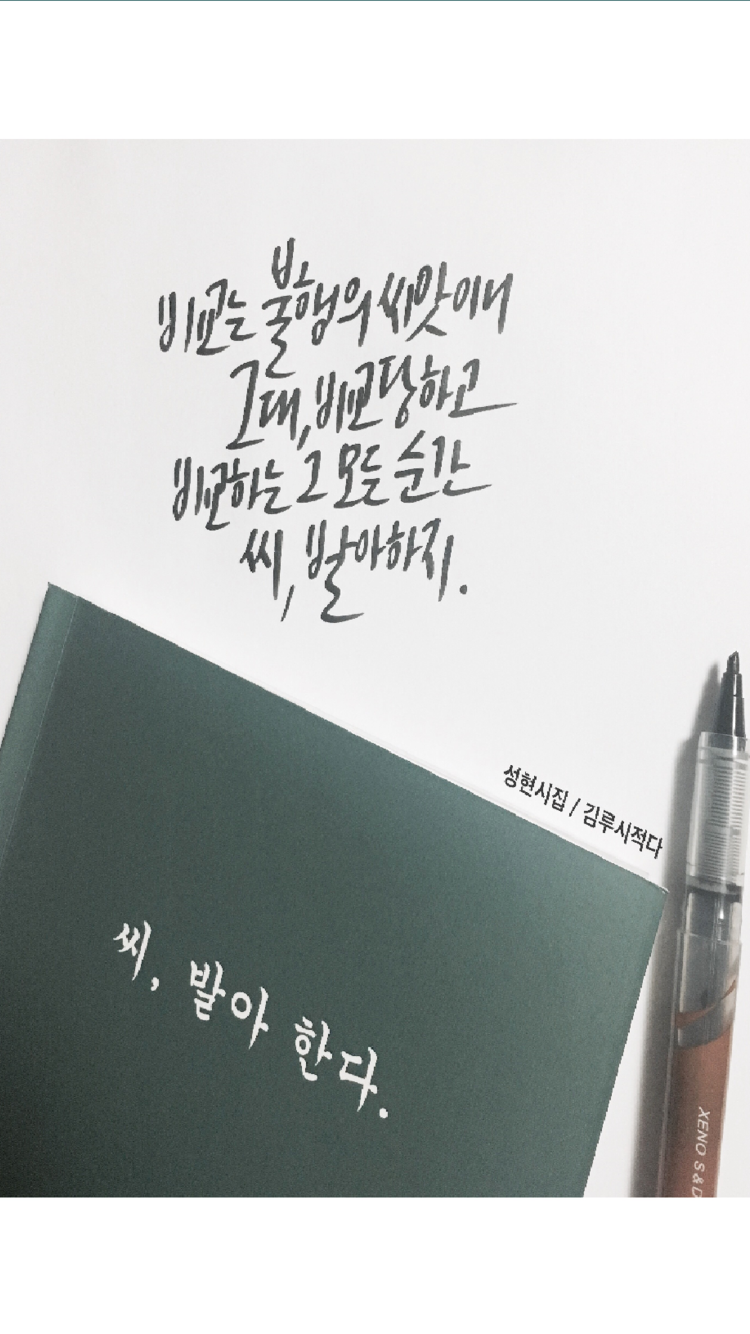 비교는 불행의 씨앗이니
그대, 비교당하고
비교하는 그 모든 순간
씨, 발아하지.
성현시집 / 김루시적다
씨, 발아 한다.
XENO S & D